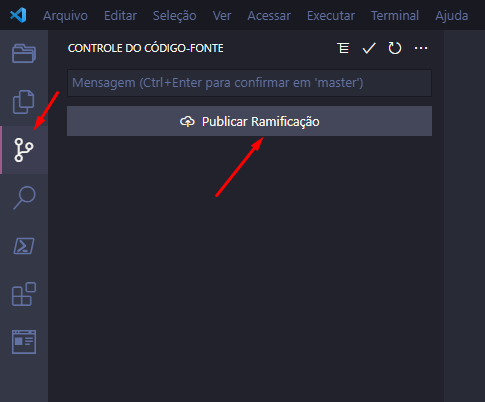 Arquivo Editar Seleção Ver Acessar Executar Terminal Ajuda
CONTROLE DO CÓDIGO-FONTE
Mensagem (Ctrl+Enter para confirmar em 'master')
Publicar Ramificação